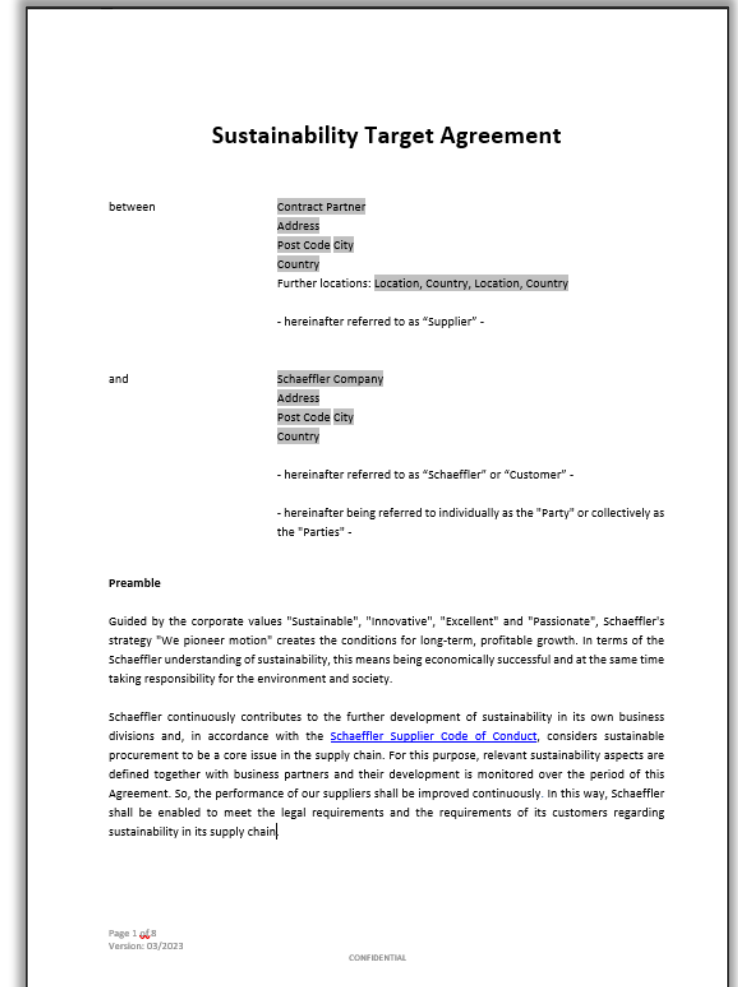 Sustainability Target Agreement
between
Contract Partner
Address
Post Code City
Country
Further locations: Location, Country, Location, Country
- hereinafter referred to as “Supplier” -
and
Schaeffler Company
Address
Post Code City
Country
- hereinafter referred to as “Schaeffler” or “Customer” -
- hereinafter being referred to individually as the "Party" or collectively as
the "Parties" -
Preamble
Guided by the corporate values "Sustainable", "Innovative", "Excellent" and "Passionate", Schaeffler's
strategy "We pioneer motion" creates the conditions for long-term, profitable growth. In terms of the
Schaeffler understanding of sustainability, this means being economically successful and at the same time
taking responsibility for the environment and society.
Schaeffler continuously contributes to the further development of sustainability in its own business
divisions and, in accordance with the Schaeffler Supplier Code of Conduct, considers sustainable
procurement to be a core issue in the supply chain. For this purpose, relevant sustainability aspects are
defined together with business partners and their development is monitored over the period of this
Agreement. So, the performance of our suppliers shall be improved continuously. In this way, Schaeffler
shall be enabled to meet the legal requirements and the requirements of its customers regarding
sustainability in its supply chain.
Page 1 of 8
Version: 03/2023
CONFIDENTIAL